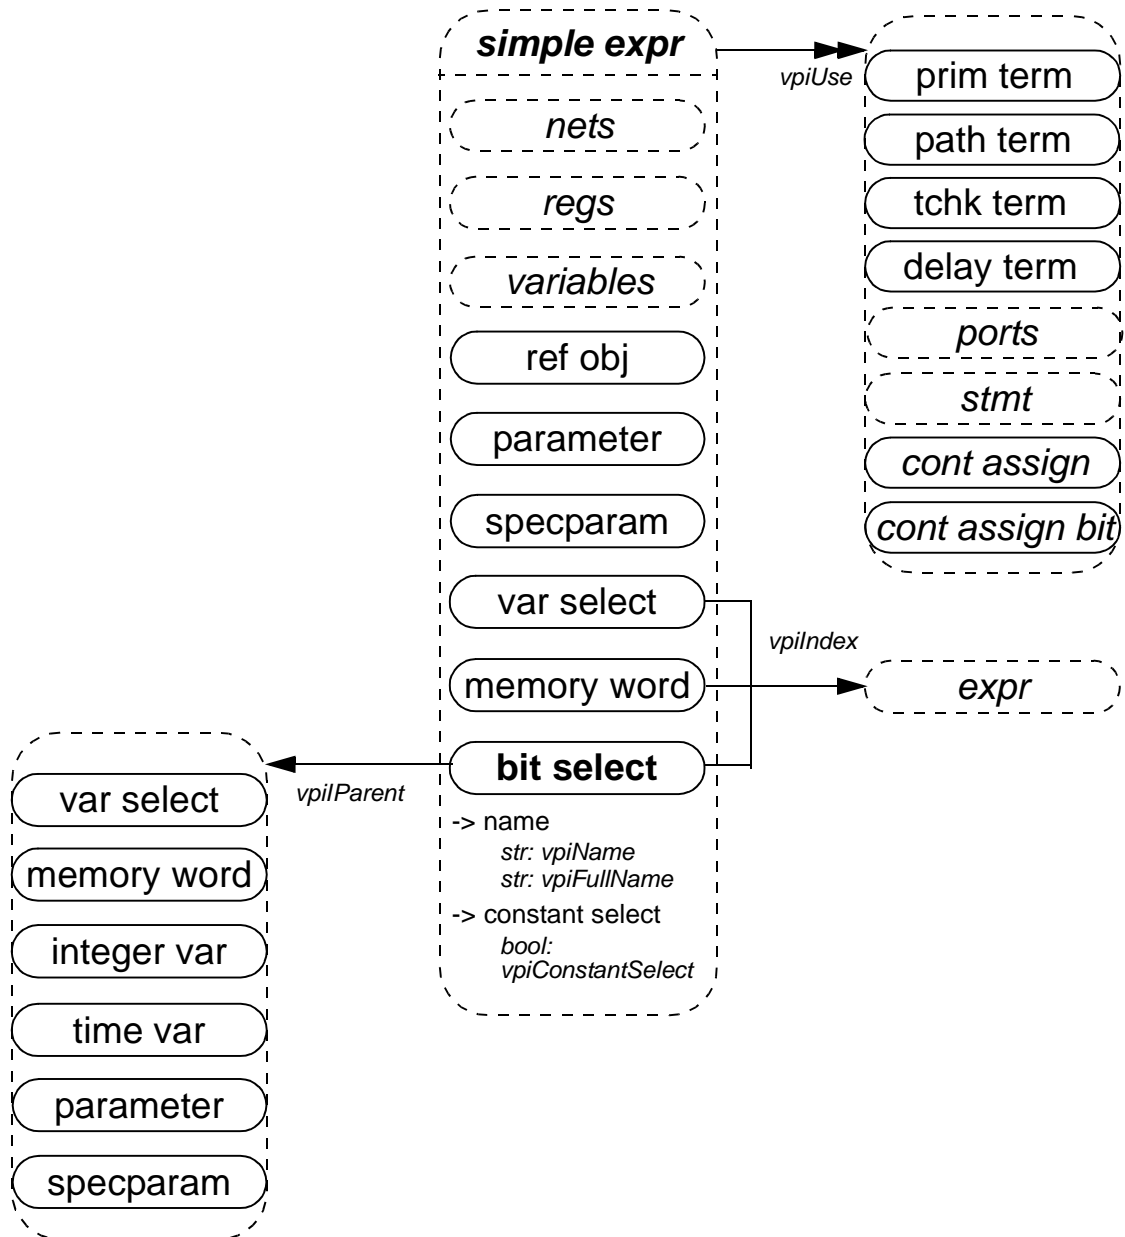 simple expr
nets
regs
variables
ref obj
parameter
specparam
var select
memory word
bit select
-> name
str: vpiName
str: vpiFullName
-> constant select
bool:
vpiConstantSelect
vpiUse
prim term
path term
tchk term
delay term
ports
stmt
cont assign
cont assign bit
vpiIndex
expr
vpilParent
var select
memory word
integer var
time var
parameter
specparam